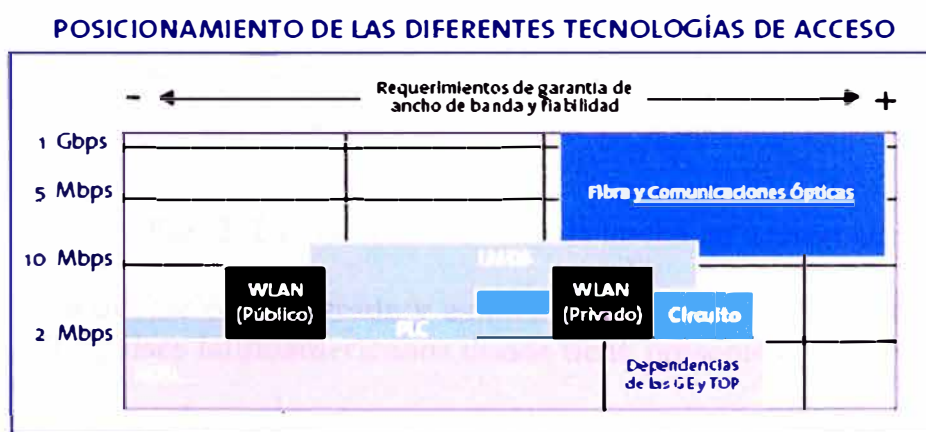 POSICIONAMIENTO DE LAS DIFERENTES TECNOLOGÍAS DE ACCESO
Requerimientos de garantía de
ancho de banda y fiabilidad
- +
1 Gbps
5 Mbps
Fibra y Comunicaciones Ópticas
10 Mbps
WLAN
(Público)
WLAN
(Privado)
Circuito
2 Mbps
PLC
Dependencias
de las GE y TOP